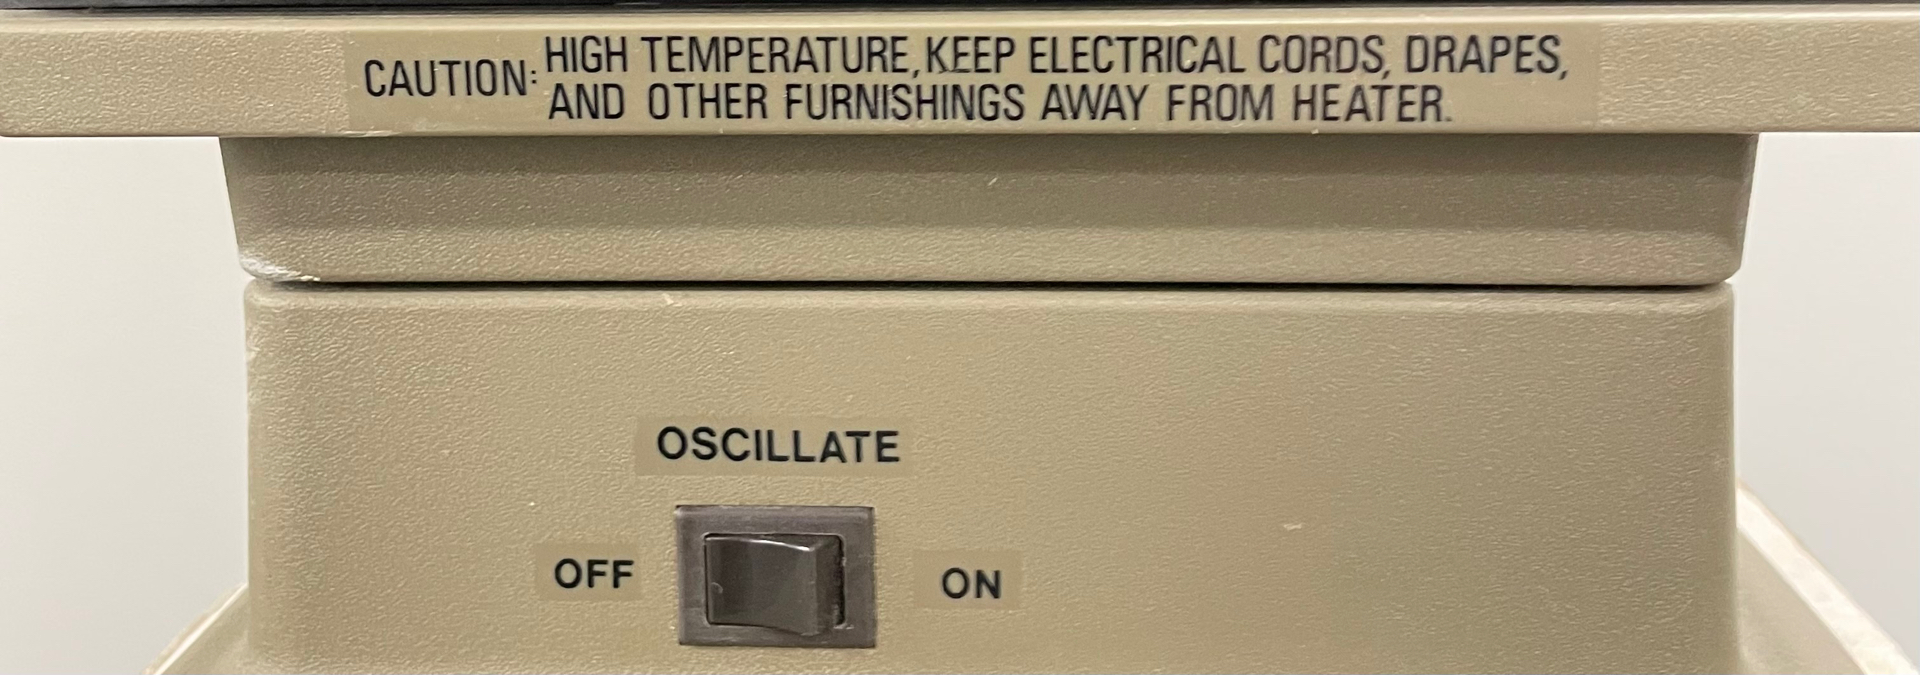 CAUTION: HIGH TEMPERATURE, KEEP ELECTRICAL CORDS, DRAPES,
AND OTHER FURNISHINGS AWAY FROM HEATER.
OSCILLATE
OFF ON